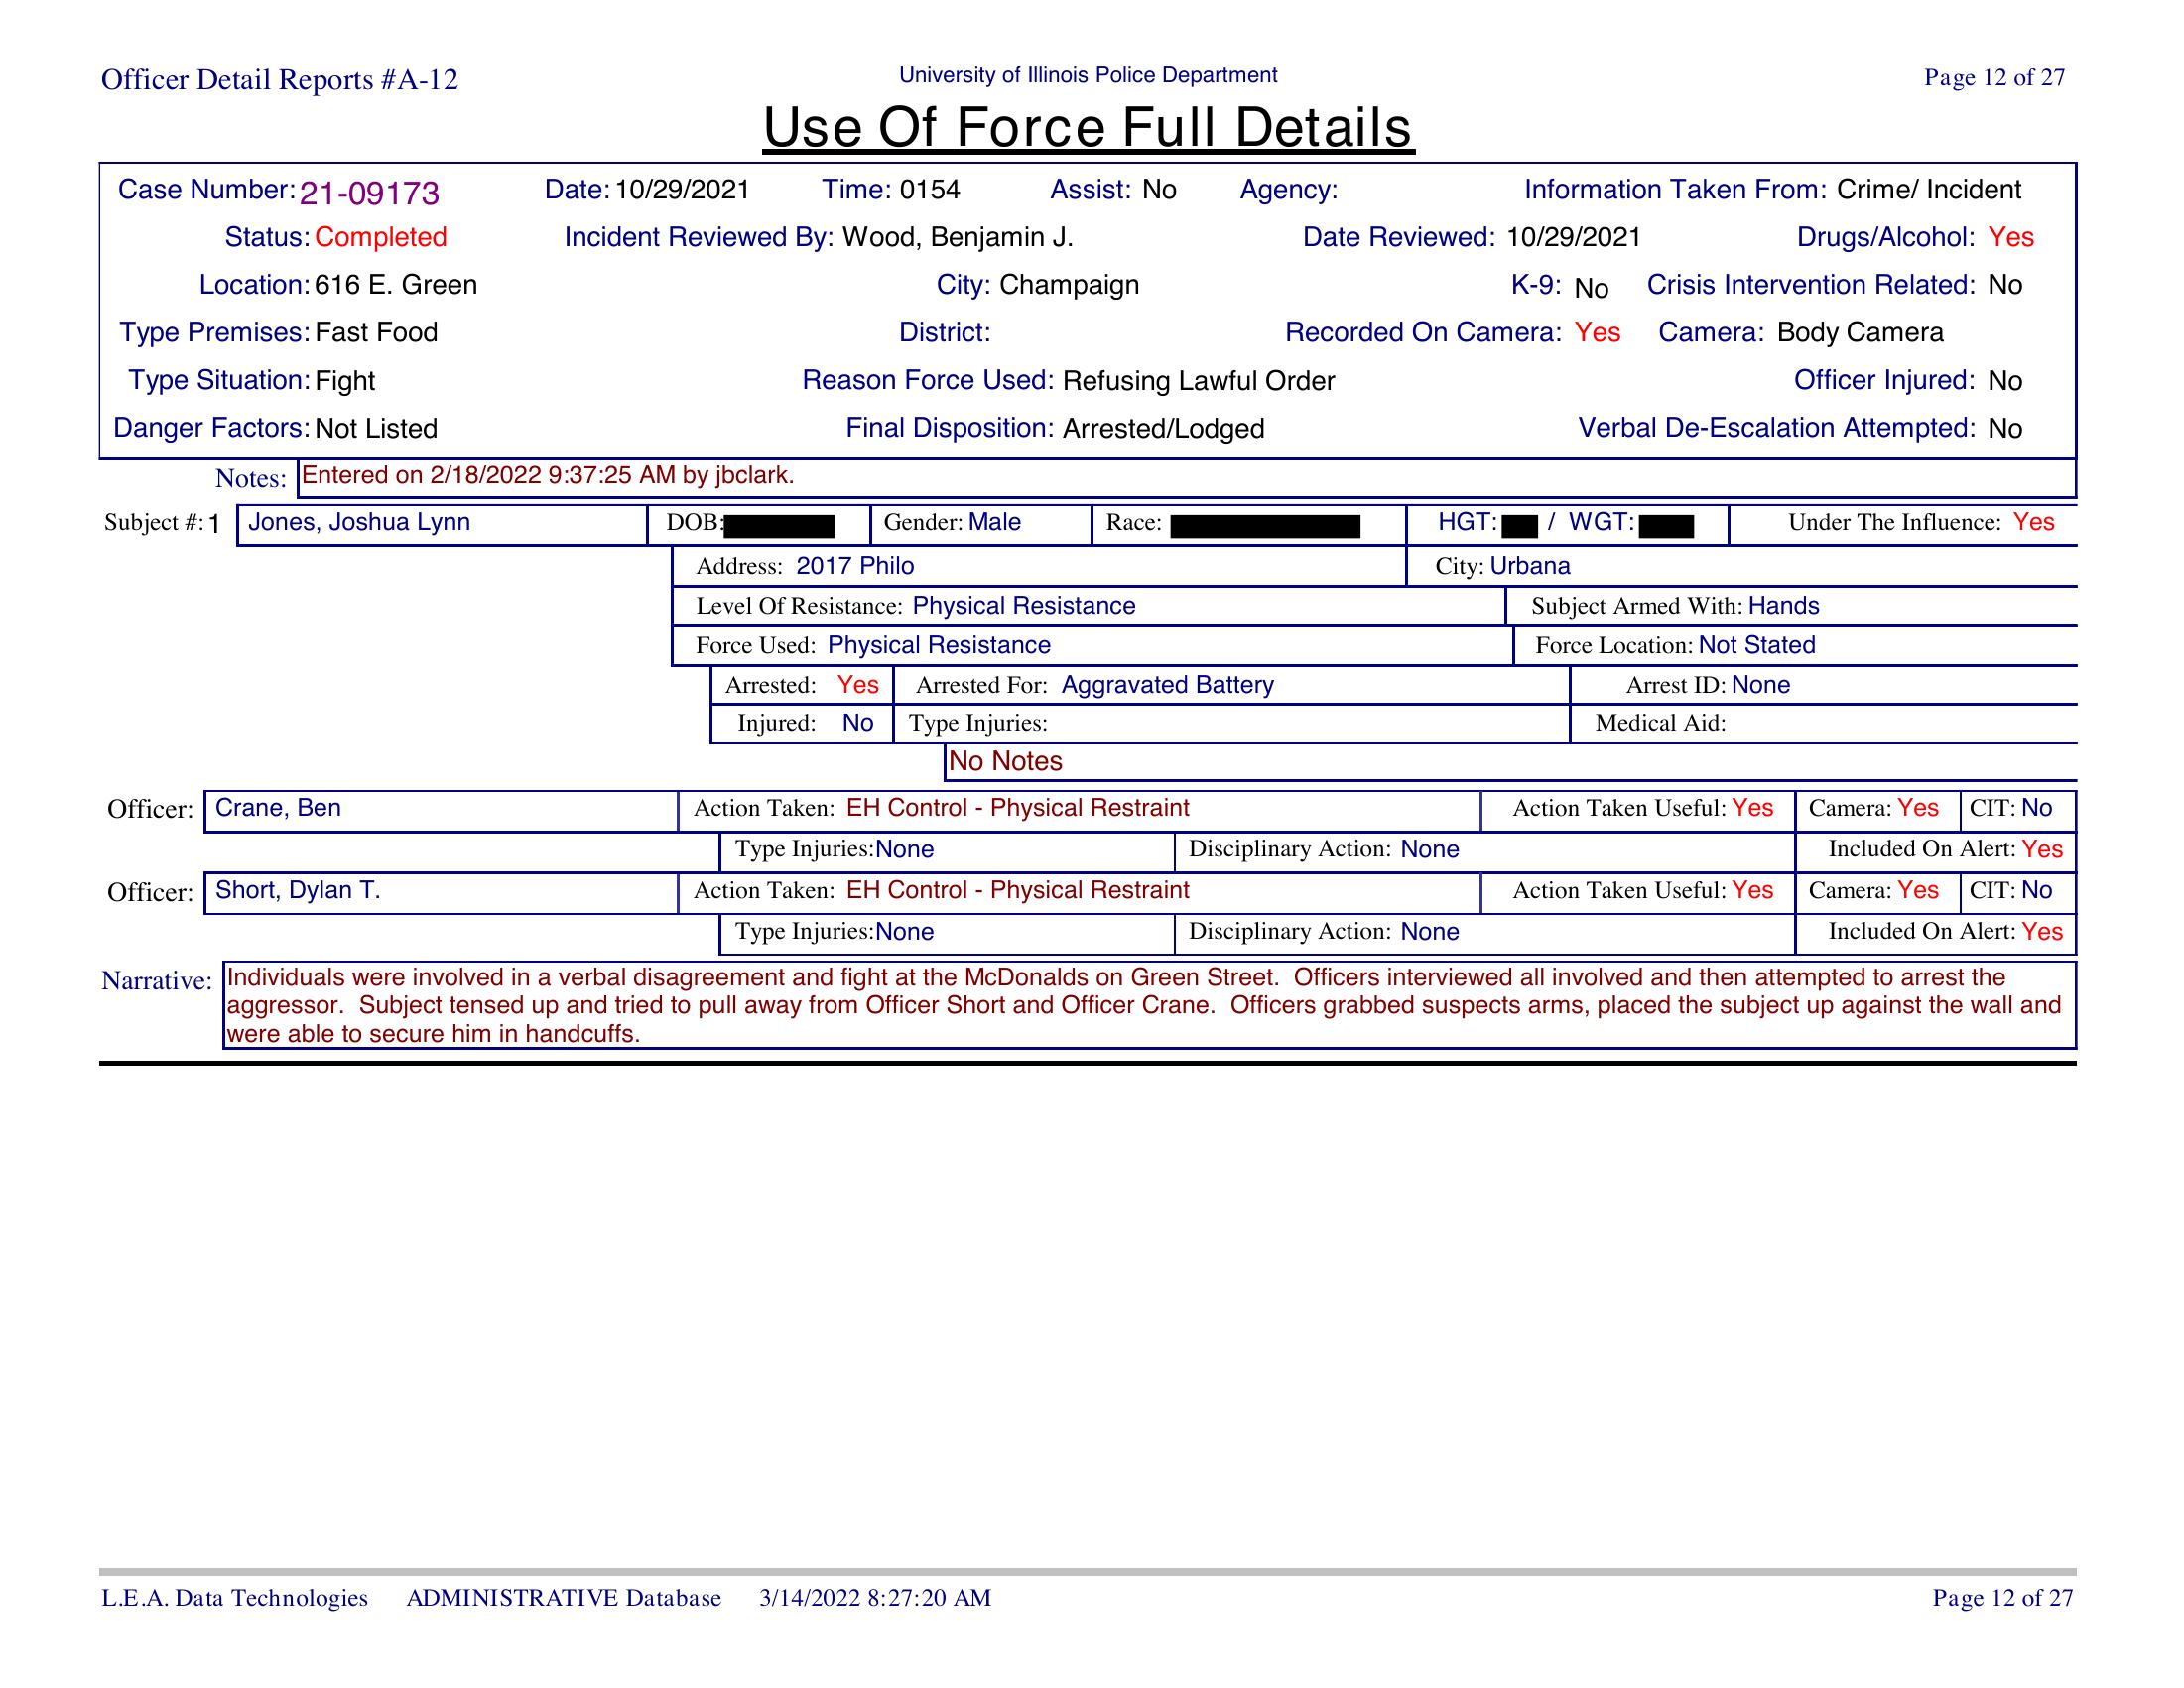 Officer Detail Reports #A-12 University of Illinois Police Department Page 12 of 27
Use Of Force Full Details
Case Number: 21-09173 Date: 10/29/2021 Time: 0154 Assist: No Agency: Information Taken From: Crime/ Incident
Status: Completed Incident Reviewed By: Wood, Benjamin J. Date Reviewed: 10/29/2021 Drugs/Alcohol: Yes
Location: 616 E. Green City: Champaign K-9: No Crisis Intervention Related: No
Type Premises: Fast Food District: Recorded On Camera: Yes Camera: Body Camera
Type Situation: Fight Reason Force Used: Refusing Lawful Order Officer Injured: No
Danger Factors: Not Listed Final Disposition: Arrested/Lodged Verbal De-Escalation Attempted: No
Notes: Entered on 2/18/2022 9:37:25 AM by jbclark.
Subject #: 1 Jones, Joshua Lynn DOB: Gender: Male Race: HGT: / WGT: Under The Influence: Yes
Address: 2017 Philo City: Urbana
Level Of Resistance: Physical Resistance Subject Armed With: Hands
Force Used: Physical Resistance Force Location: Not Stated
Arrested: Yes Arrested For: Aggravated Battery Arrest ID: None
Injured: No Type Injuries: Medical Aid:
No Notes
Officer: Crane, Ben Action Taken: EH Control - Physical Restraint Action Taken Useful: Yes Camera: Yes CIT: No
Type Injuries: None Disciplinary Action: None Included On Alert: Yes
Officer: Short, Dylan T. Action Taken: EH Control - Physical Restraint Action Taken Useful: Yes Camera: Yes CIT: No
Type Injuries: None Disciplinary Action: None Included On Alert: Yes
Narrative: Individuals were involved in a verbal disagreement and fight at the McDonalds on Green Street. Officers interviewed all involved and then attempted to arrest the
aggressor. Subject tensed up and tried to pull away from Officer Short and Officer Crane. Officers grabbed suspects arms, placed the subject up against the wall and
were able to secure him in handcuffs.
L.E.A. Data Technologies ADMINISTRATIVE Database 3/14/2022 8:27:20 AM Page 12 of 27